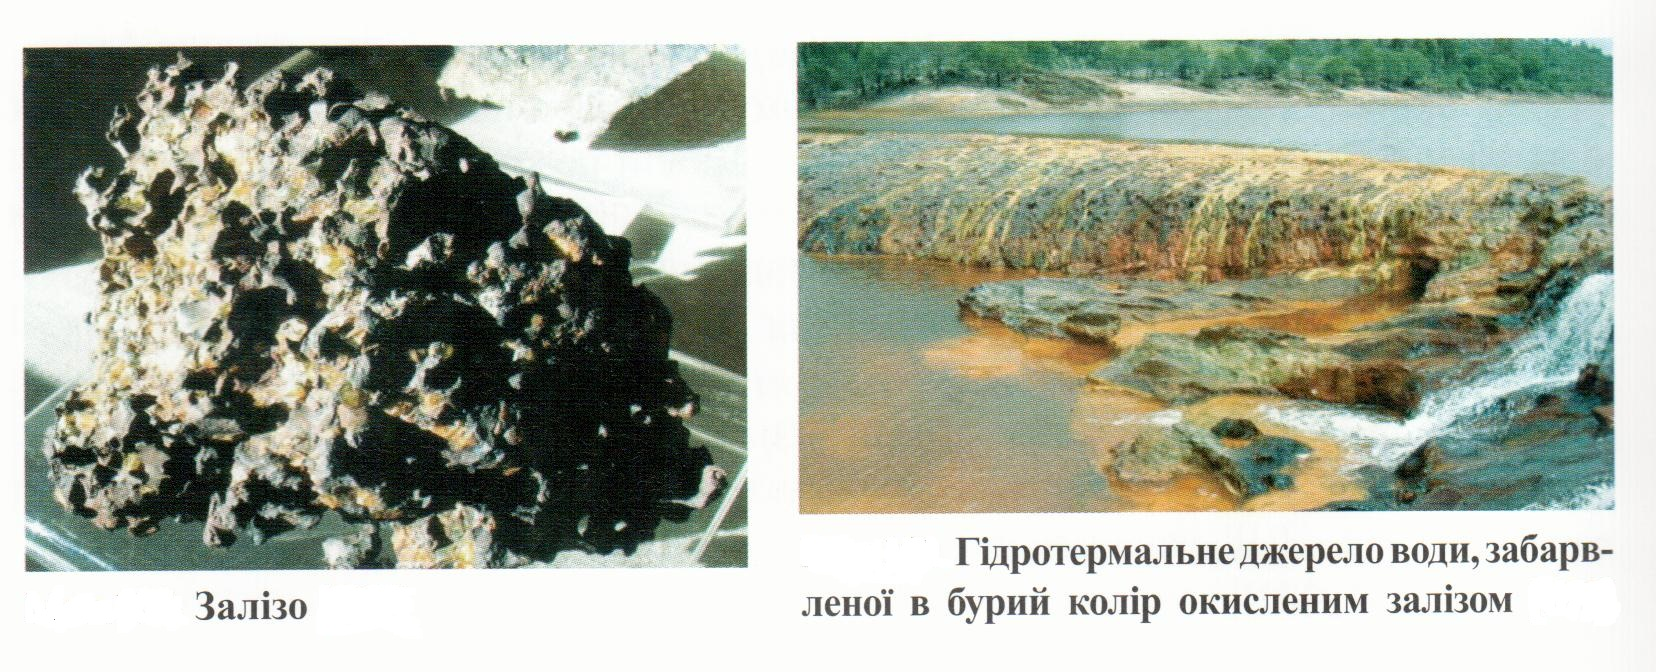 Залізо
Гідротермальне джерело води, забарв-
леної в бурий колір окисленим залізом